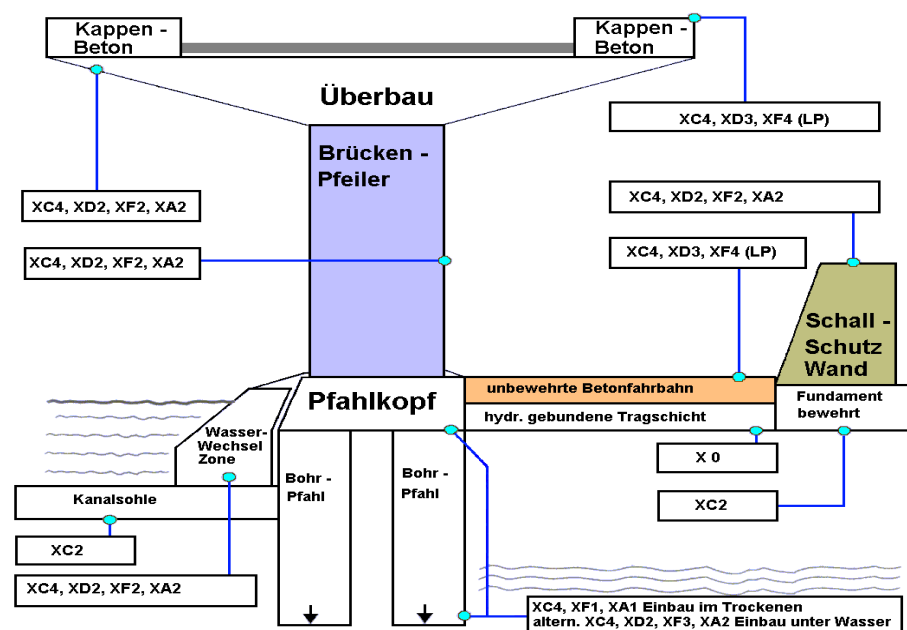 Kappen -
Beton
Kappen -
Beton
Überbau
XC4, XD3, XF4 (LP)
Brücken -
Pfeiler
XC4, XD2, XF2, XA2
XC4, XD2, XF2, XA2
XC4, XD2, XF2, XA2
XC4, XD3, XF4 (LP)
Schall -
Schutz
Wand
unbewehrte Betonfahrbahn
Pfahlkopf
hydr. gebundene Tragschicht
Fundament
bewehrt
Wasser-
Wechsel
Zone
X 0
Bohr -
Pfahl
Bohr -
Pfahl
Kanalsohle
XC2
XC2
XC4, XD2, XF2, XA2
XC4, XF1, XA1 Einbau im Trockenen
altern. XC4, XD2, XF3, XA2 Einbau unter Wasser